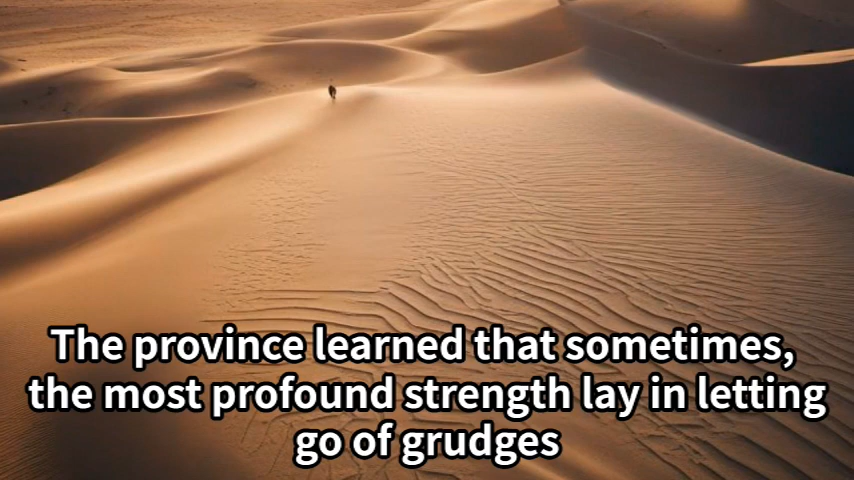 The province learned that sometimes,
the most profound strength lay in letting
go of grudges